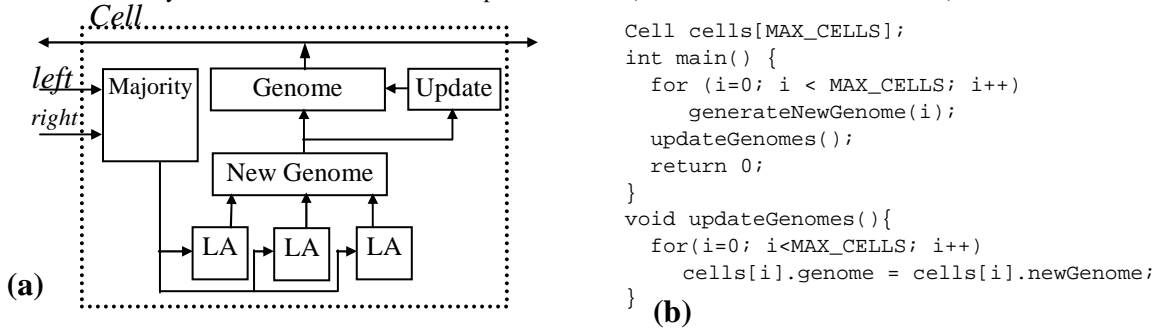 Cell
left
right
Majority
Genome
Update
New Genome
LA
LA
LA
(a)
Cell cells[MAX_CELLS];
int main() {
for (i=0; i < MAX_CELLS; i++)
generateNewGenome(i);
updateGenomes();
return 0;
}
void updateGenomes(){
for(i=0; i<MAX_CELLS; i++)
cells[i].genome = cells[i].newGenome;
}
(b)